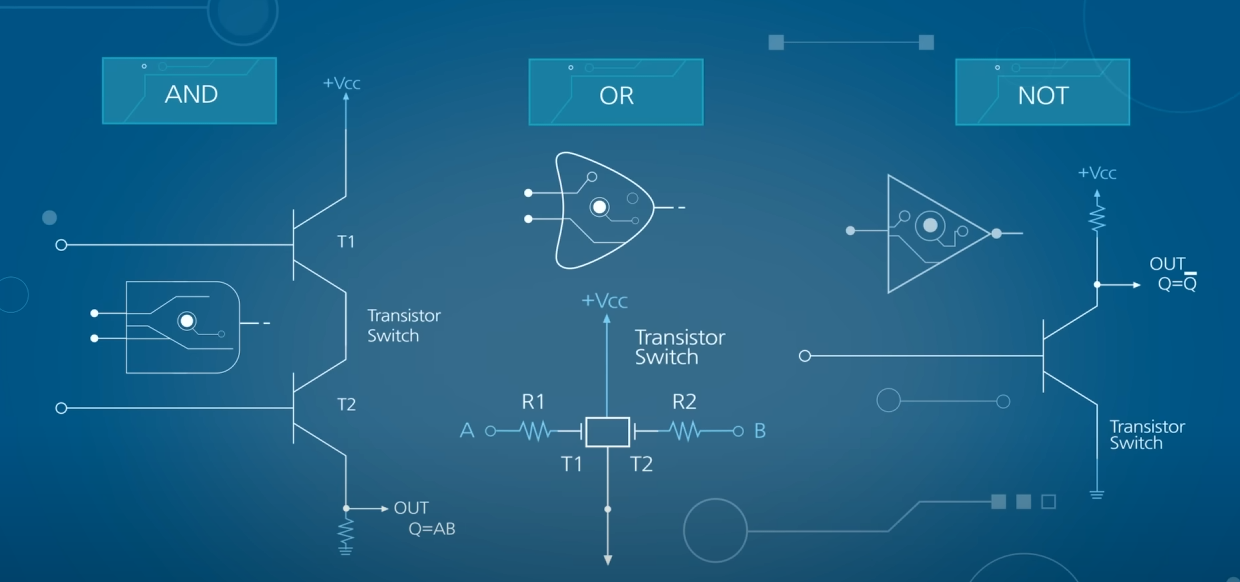 AND
+Vcc
T1
Transistor
Switch
T2
OUT
Q=AB
OR
+Vcc
Transistor
Switch
R1
R2
A
B
T1
T2
NOT
+Vcc
OUT
Q=Q̅
Transistor
Switch